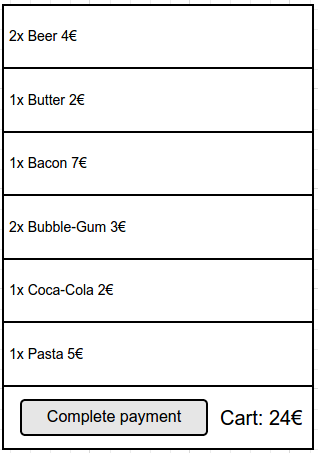 2x Beer 4€
1x Butter 2€
1x Bacon 7€
2x Bubble-Gum 3€
1x Coca-Cola 2€
1x Pasta 5€
Complete payment Cart: 24€